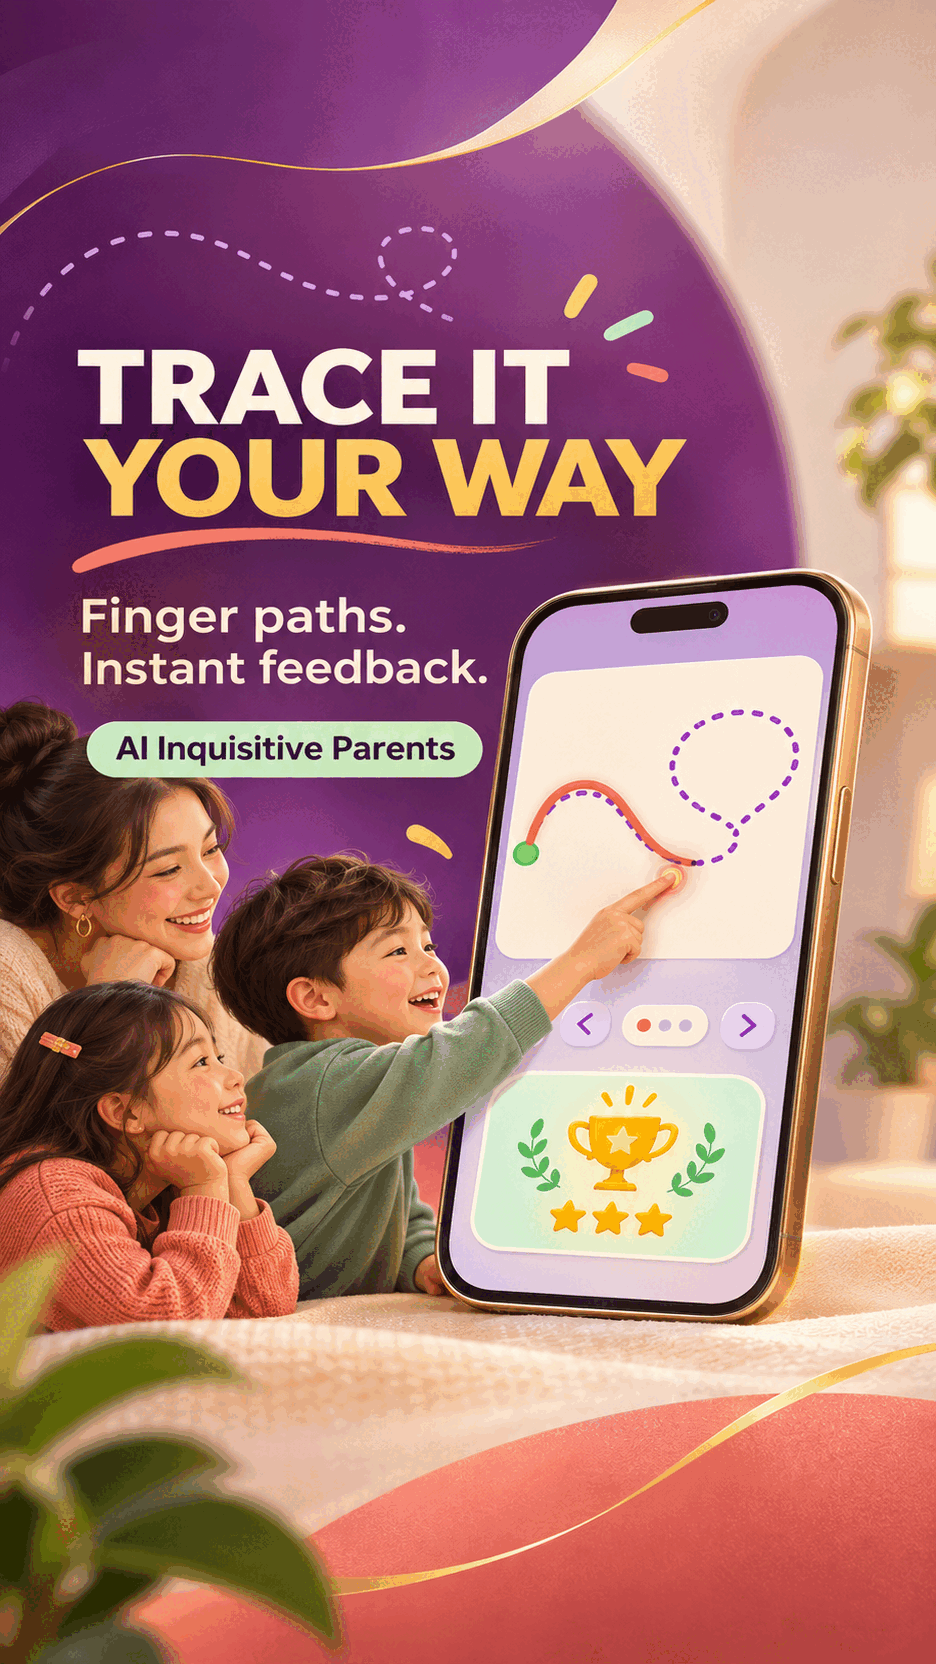 TRACE IT
YOUR WAY
Finger paths.
Instant feedback.
AI Inquisitive Parents